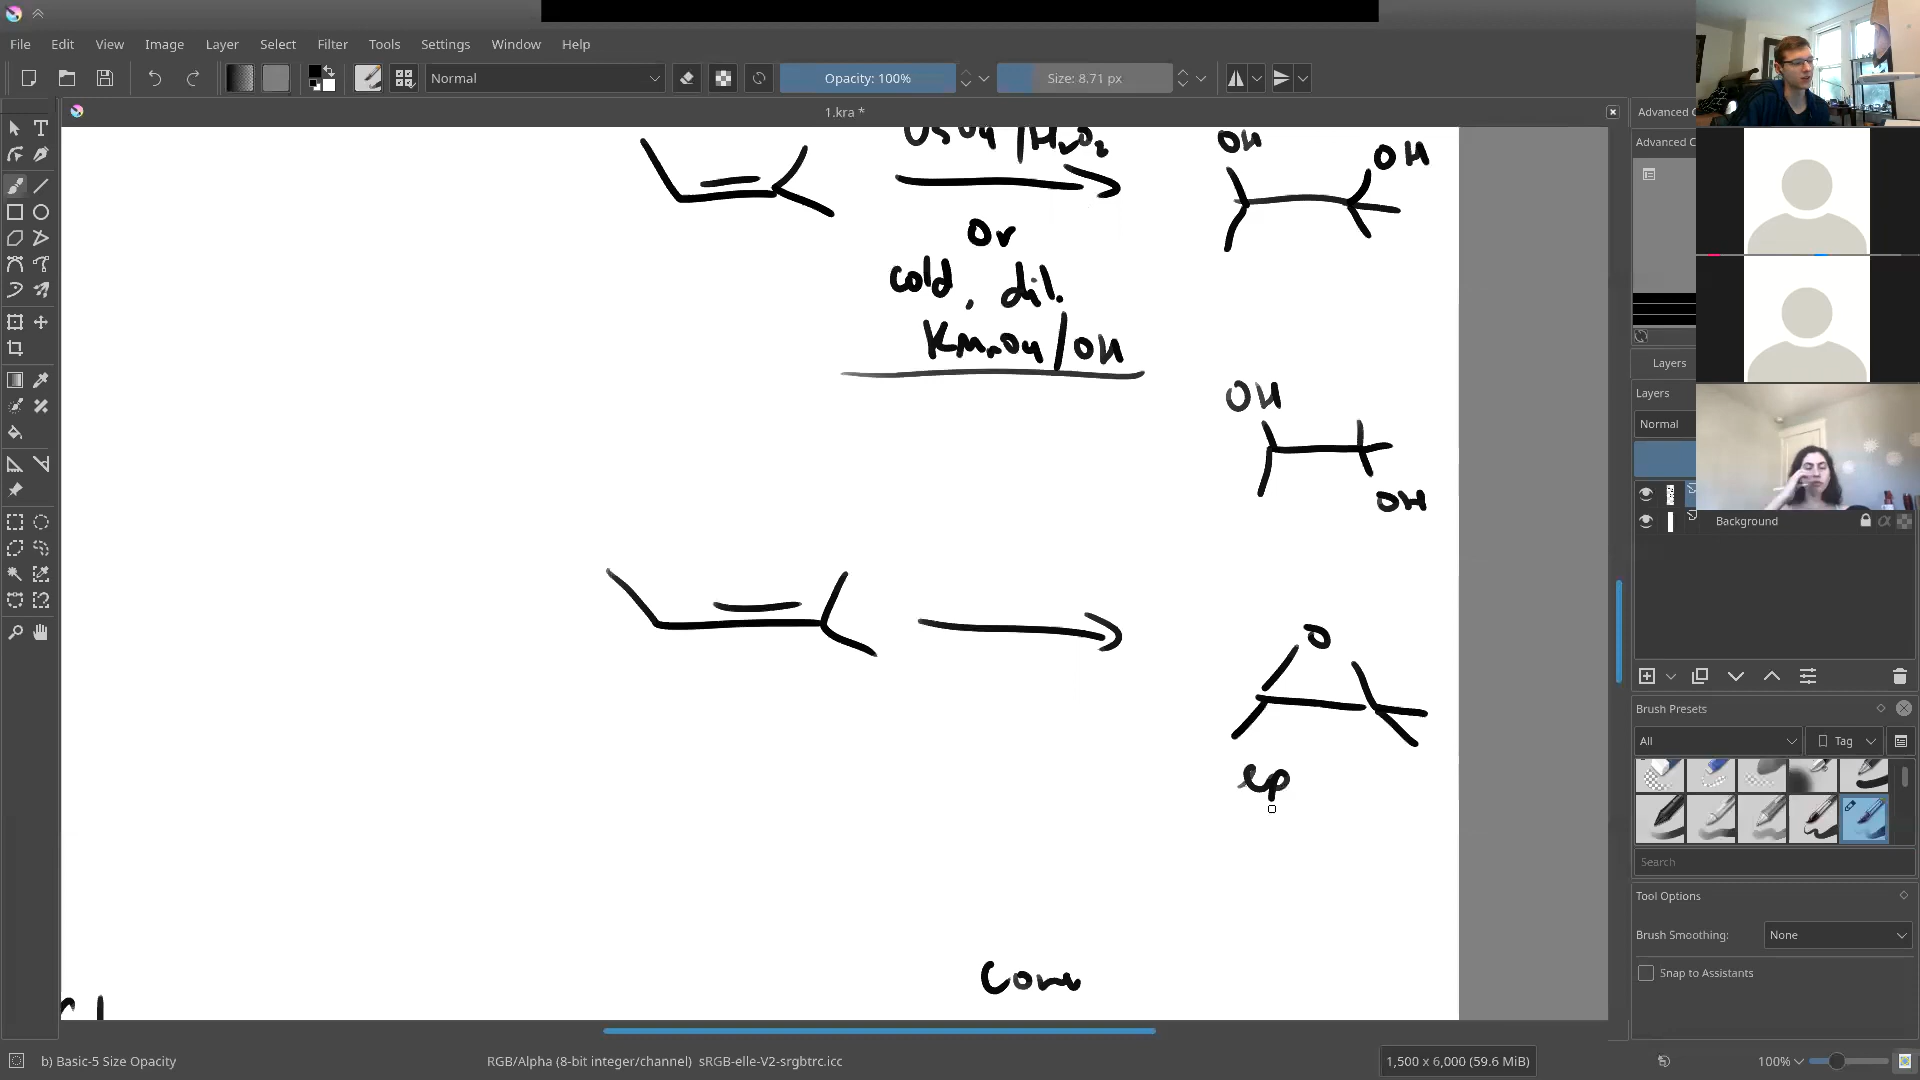 File Edit View Image Layer Select Filter Tools Settings Window Help
Normal
Opacity: 100%
Size: 8.71 px
1.kra *
Advanced C
Advanced C
OsO4/H2O2
OH
OH
Or
cold, dil.
KMnO4/OH
OH
OH
O
ep
Layers
Layers
Normal
Background
Brush Presets
All
Tag
Search
Tool Options
Brush Smoothing: None
Snap to Assistants
b) Basic-5 Size Opacity
RGB/Alpha (8-bit integer/channel) sRGB-elle-V2-srgbtrc.icc
1,500 x 6,000 (59.6 MiB)
100%